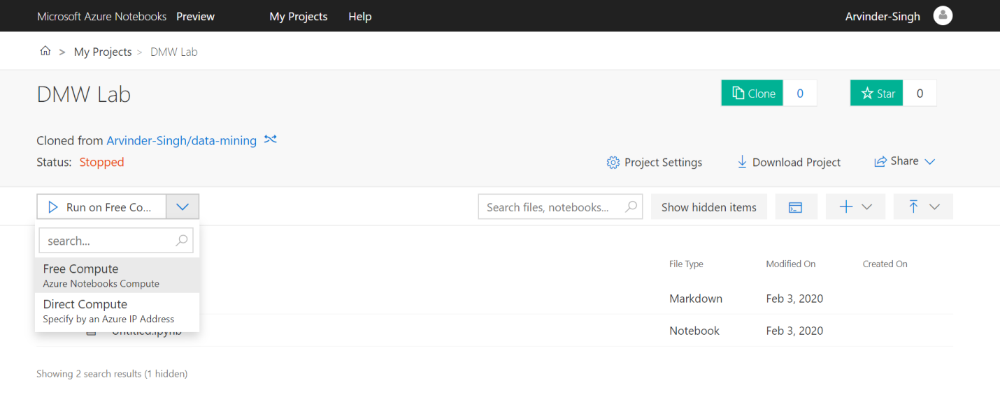 Microsoft Azure Notebooks Preview My Projects Help Arvinder-Singh
> My Projects > DMW Lab
DMW Lab
Clone 0
Star 0
Cloned from Arvinder-Singh/data-mining
Status: Stopped
Project Settings
Download Project
Share
Run on Free Co...
Search files, notebooks...
Show hidden items
search...
Free Compute
Azure Notebooks Compute
Direct Compute
Specify by an Azure IP Address
File Type Modified On Created On
Markdown Feb 3, 2020
Untitled.ipynb Notebook Feb 3, 2020
Showing 2 search results (1 hidden)